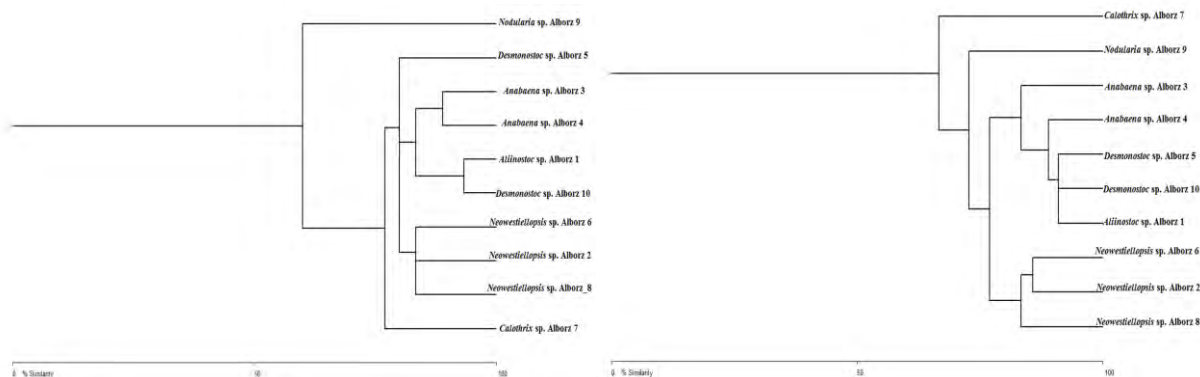 Nodularia sp. Alborz 9
Desmonostoc sp. Alborz 5
Anabaena sp. Alborz 3
Anabaena sp. Alborz 4
Aliinostoc sp. Alborz 1
Desmonostoc sp. Alborz 10
Neowestiellopsis sp. Alborz 6
Neowestiellopsis sp. Alborz 2
Neowestiellopsis sp. Alborz_8
Calothrix sp. Alborz 7
0 % Similarity 50 100
Calothrix sp. Alborz 7
Nodularia sp. Alborz 9
Anabaena sp. Alborz 3
Anabaena sp. Alborz 4
Desmonostoc sp. Alborz 5
Desmonostoc sp. Alborz 10
Aliinostoc sp. Alborz 1
Neowestiellopsis sp. Alborz 6
Neowestiellopsis sp. Alborz 2
Neowestiellopsis sp. Alborz 8
0 % Similarity 50 100